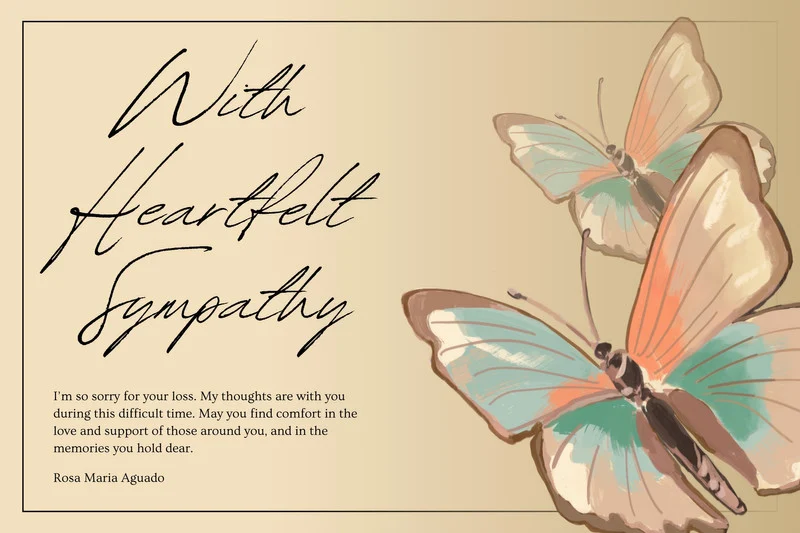 With
Heartfelt
Sympathy
I'm so sorry for your loss. My thoughts are with you
during this difficult time. May you find comfort in the
love and support of those around you, and in the
memories you hold dear.
Rosa Maria Aguado